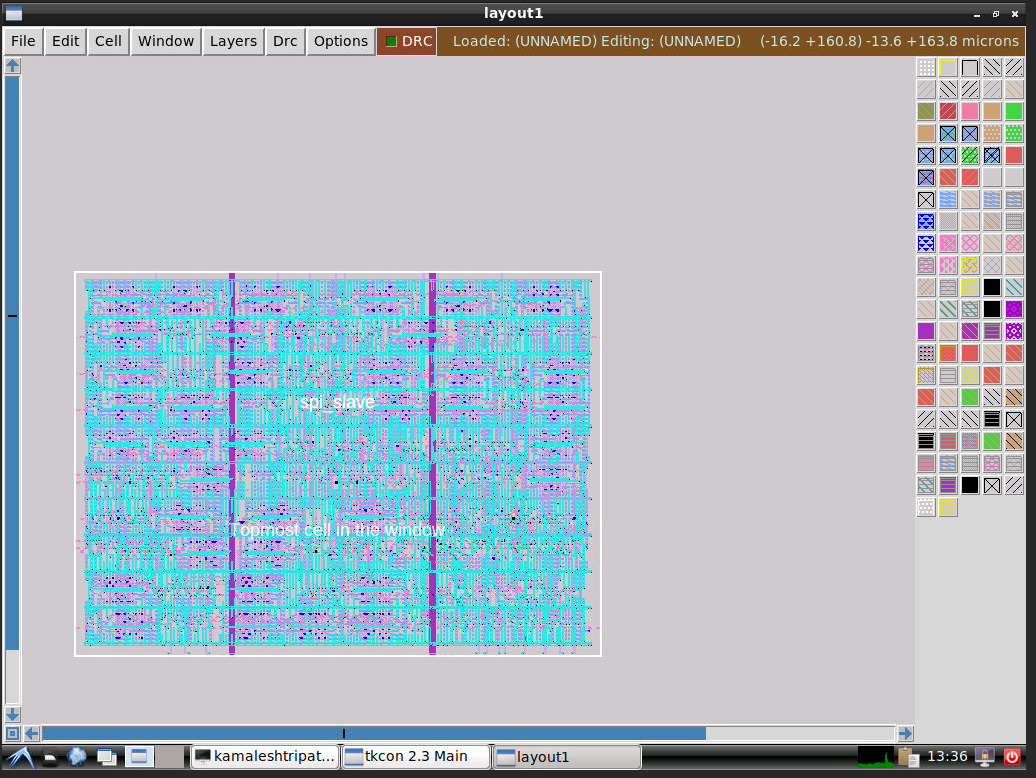 layout1
File Edit Cell Window Layers Drc Options DRC Loaded: (UNNAMED) Editing: (UNNAMED) (-16.2 +160.8) -13.6 +163.8 microns
spi_slave
Topmost cell in the window
kamaleshtripat... tkcon 2.3 Main layout1 13:36